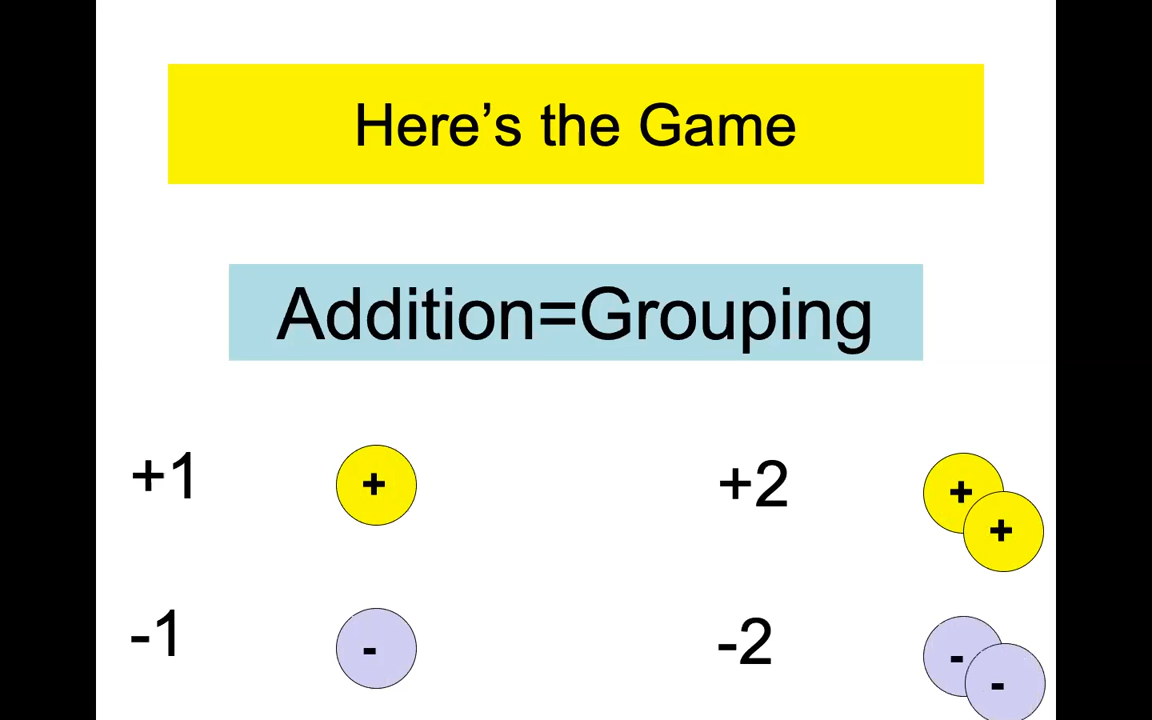 Here’s the Game
Addition=Grouping
+1 + +2 +
+
-1 - -2 -
-